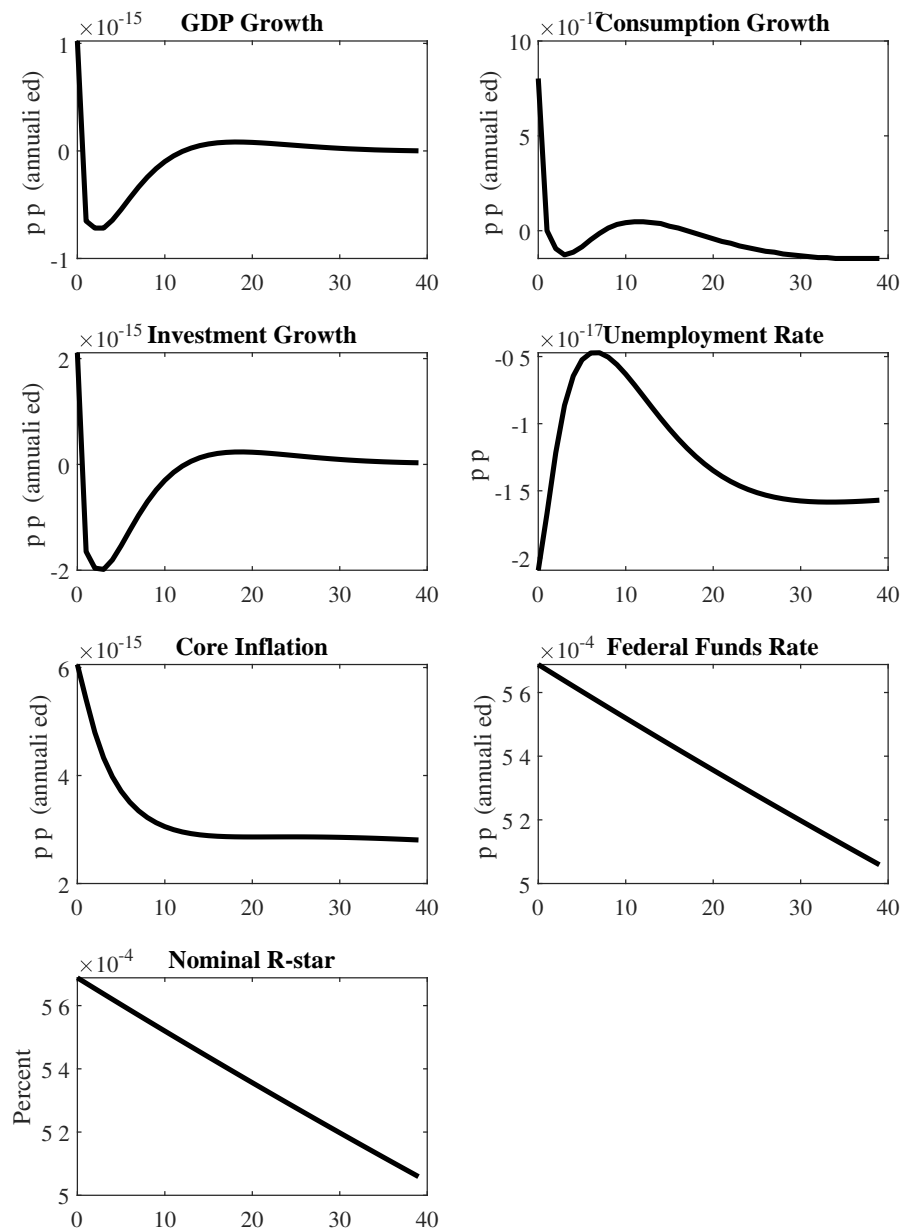 ×10-15 GDP Growth
1
0
-1
p p (annuali ed)
0 10 20 30 40
×10-17 Consumption Growth
10
5
0
p p (annuali ed)
0 10 20 30 40
×10-15 Investment Growth
2
0
-2
p p (annuali ed)
0 10 20 30 40
×10-17 Unemployment Rate
-0 5
-1
-1 5
-2
p p
0 10 20 30 40
×10-15 Core Inflation
6
4
2
p p (annuali ed)
0 10 20 30 40
×10-4 Federal Funds Rate
5 6
5 4
5 2
5
p p (annuali ed)
0 10 20 30 40
×10-4 Nominal R-star
5 6
5 4
5 2
5
Percent
0 10 20 30 40